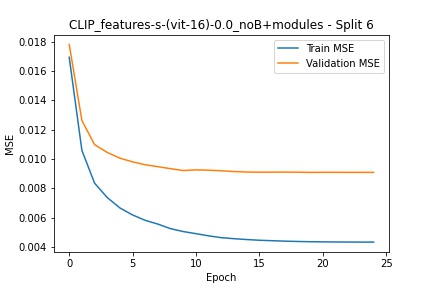 CLIP_features-s-(vit-16)-0.0_noB+modules - Split 6
0.018
0.016
0.014
0.012
0.010
0.008
0.006
0.004
MSE
Train MSE
Validation MSE
0 5 10 15 20 25
Epoch